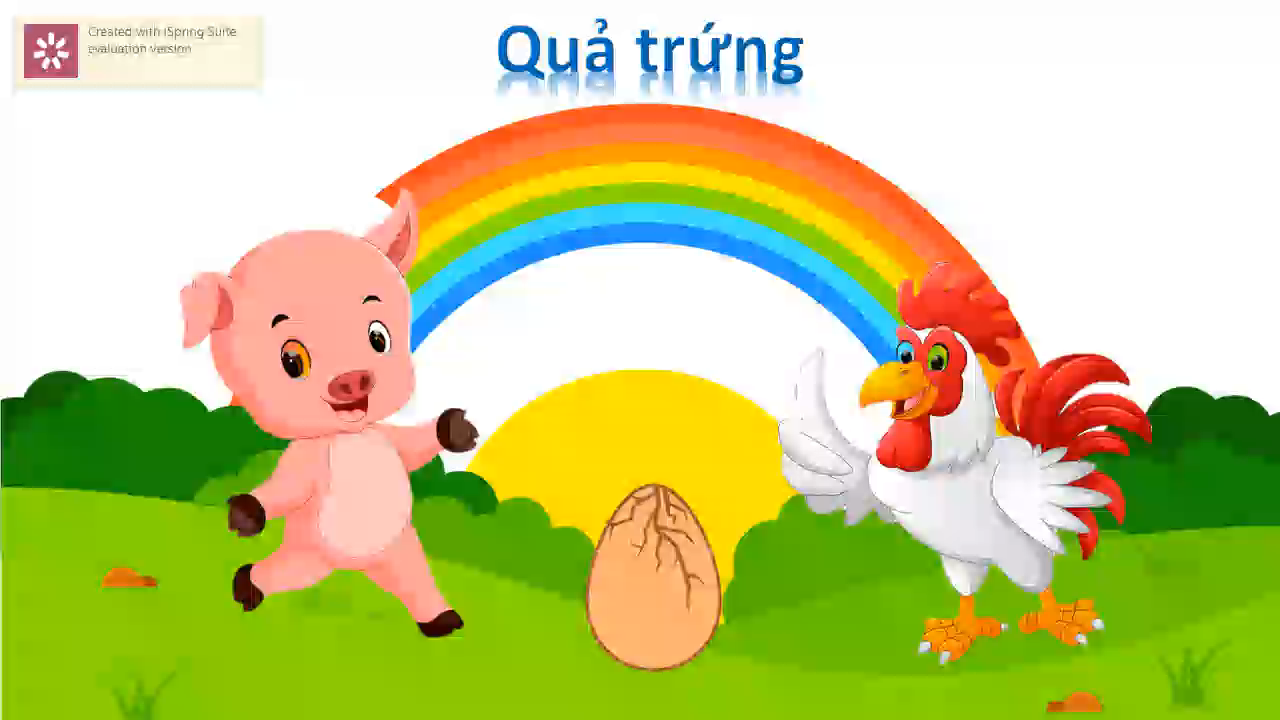 Created with iSpring Suite
evaluation version
Quả trứng